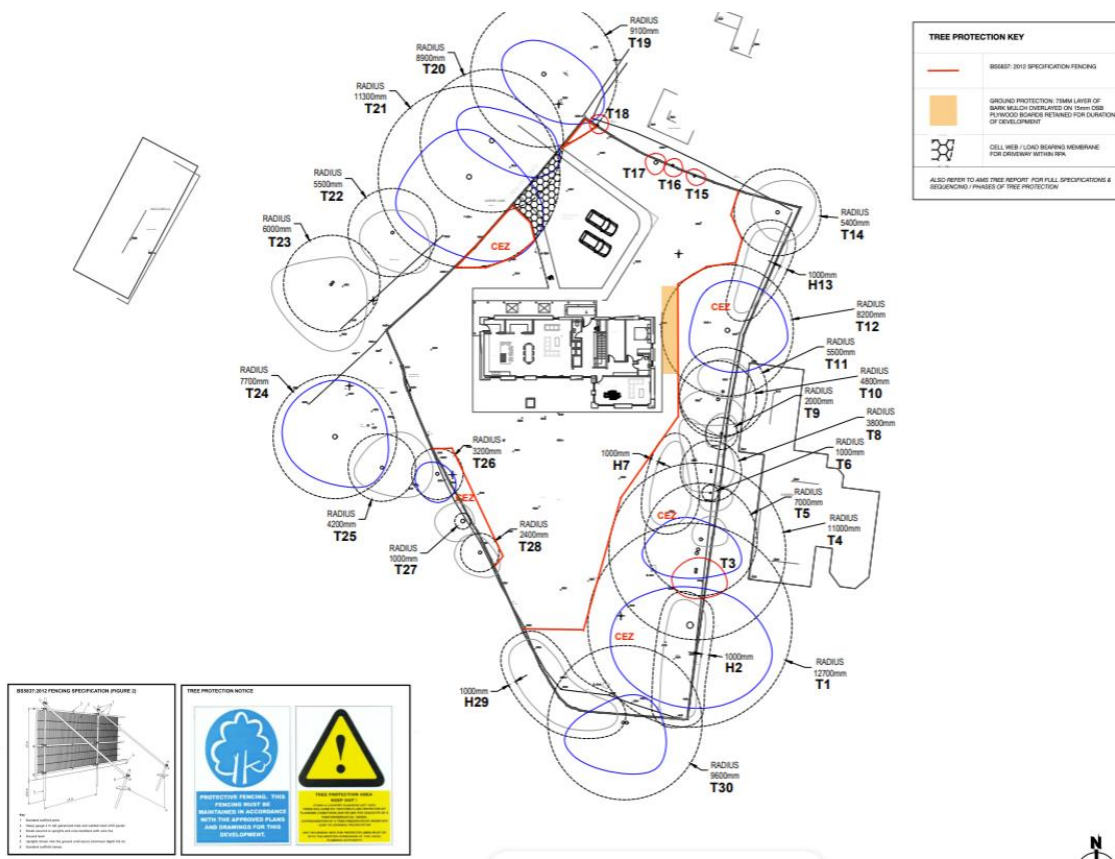 RADIUS
9100mm
T19
RADIUS
8900mm
T20
RADIUS
11300mm
T21
T18
TREE PROTECTION KEY
BS5837: 2012 SPECIFICATION FENCING
GROUND PROTECTION: 75MM LAYER OF
BARK MULCH OVERLAYED ON 15mm OSB
PLYWOOD BOARDS RETAINED FOR DURATION
OF DEVELOPMENT
CELL WEB / LOAD BEARING MEMBRANE
FOR DRIVEWAY WITHIN RPA
ALSO REFER TO AMS TREE REPORT FOR FULL SPECIFICATIONS &
SEQUENCING / PHASES OF TREE PROTECTION
T17
T16
T15
RADIUS
5500mm
T22
RADIUS
6000mm
T23
RADIUS
5400mm
T14
CEZ
1000mm
H13
CEZ
RADIUS
8200mm
T12
RADIUS
5500mm
T11
RADIUS
7700mm
T24
RADIUS
4800mm
T10
RADIUS
2000mm
T9
RADIUS
3800mm
T8
RADIUS
3200mm
T26
1000mm
H7
RADIUS
1000mm
T6
CEZ
RADIUS
7000mm
T5
RADIUS
4200mm
T25
CEZ
RADIUS
11000mm
T4
RADIUS
2400mm
T28
RADIUS
1000mm
T27
T3
CEZ
1000mm
H2
RADIUS
12700mm
T1
1000mm
H29
RADIUS
9600mm
T30
BS5837:2012 FENCING SPECIFICATION (FIGURE 2)
TREE PROTECTION NOTICE
PROTECTIVE FENCING. THIS
FENCING MUST BE
MAINTAINED IN ACCORDANCE
WITH THE APPROVED PLANS
AND DRAWINGS FOR THIS
DEVELOPMENT.
TREE PROTECTION AREA
KEEP OUT !
N